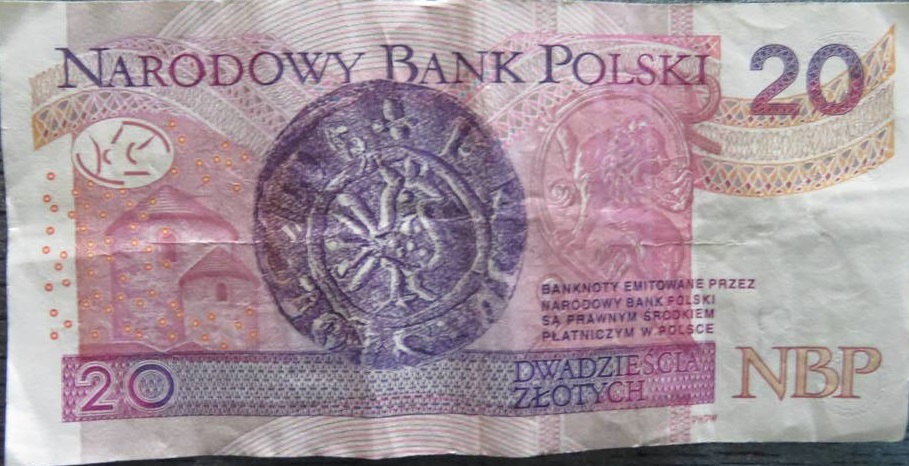 NARODOWY BANK POLSKI
20
BANKNOTY EMITOWANE PRZEZ
NARODOWY BANK POLSKI
SĄ PRAWNYM ŚRODKIEM
PŁATNICZYM W POLSCE
20
DWADZIEŚCIA
ZŁOTYCH
NBP